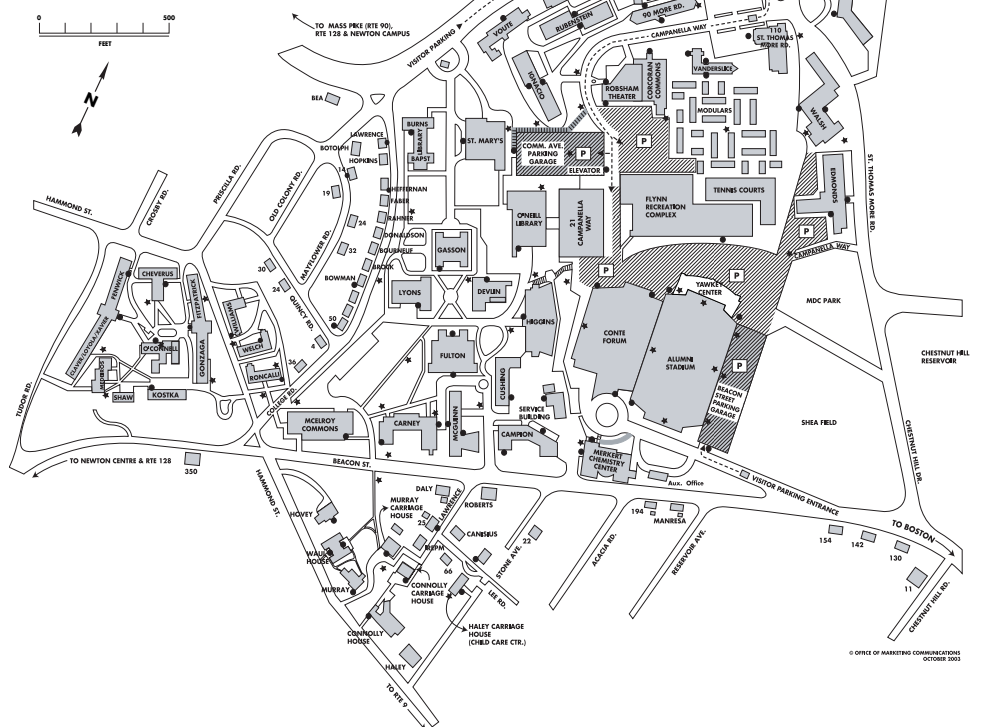 0
500
FEET
N
TO MASS PIKE (RTE 90),
RTE 128 & NEWTON CAMPUS
VISITOR PARKING
VOUTE
RUBENSTEIN
90 MORE RD.
CAMPANELLA WAY
110
ST. THOMAS
MORE RD.
IGNACIO
ROBSHAM
THEATER
CORCORAN
COMMONS
VANDERSLICE
MODULARS
WALSH
BEA
LAWRENCE
BOTOLPH
HOPKINS
14
19
BURNS
LIBRARY
BAPST
ST. MARY'S
COMM. AVE.
PARKING
GARAGE
P
P
ELEVATOR
TENNIS COURTS
EDMONDS
ST. THOMAS MORE RD.
HAMMOND ST.
CROSBY RD.
PRISCILLA RD.
OLD COLONY RD.
MAYFLOWER RD.
HEFFERNAN
FABER
RAHNER
DONALDSON
BOURNEUF
BROCK
BOWMAN
24
32
30
24
50
4
36
QUINCY RD.
O'NEILL
LIBRARY
21
CAMPANELLA
WAY
FLYNN
RECREATION
COMPLEX
P
CAMPANELLA WAY
GASSON
LYONS
DEVLIN
HIGGINS
P
P
YAWKEY
CENTER
MDC PARK
CHESTNUT HILL
RESERVOIR
FENWICK
CHEVERUS
FITZPATRICK
CLAVER/LOYOLA/XAVIER
O'CONNELL
GONZAGA
WILLIAMS
WELCH
RONCALLI
MEDEIROS
SHAW
KOSTKA
COLLEGE RD.
TUDOR RD.
FULTON
CUSHING
CONTE
FORUM
ALUMNI
STADIUM
P
BEACON
STREET
PARKING
GARAGE
SHEA FIELD
CHESTNUT HILL DR.
MCELROY
COMMONS
CARNEY
MCGUINN
SERVICE
BUILDING
CAMPION
MERKERT
CHEMISTRY
CENTER
Aux. Office
VISITOR PARKING ENTRANCE
TO BOSTON
TO NEWTON CENTRE & RTE 128
350
BEACON ST.
HAMMOND ST.
HOVEY
MURRAY
CARRIAGE
HOUSE
DALY
25
LAWRENCE
ROBERTS
CANISIUS
22
STONE AVE.
194
MANRESA
ACACIA RD.
RESERVOIR AVE.
154
142
130
11
CHESTNUT HILL RD.
MURRAY
66
CONNOLLY
CARRIAGE
HOUSE
LEE RD.
CONNOLLY
HOUSE
HALEY CARRIAGE
HOUSE
(CHILD CARE CTR.)
HALEY
TO RTE 9
© OFFICE OF MARKETING COMMUNICATIONS
OCTOBER 2003